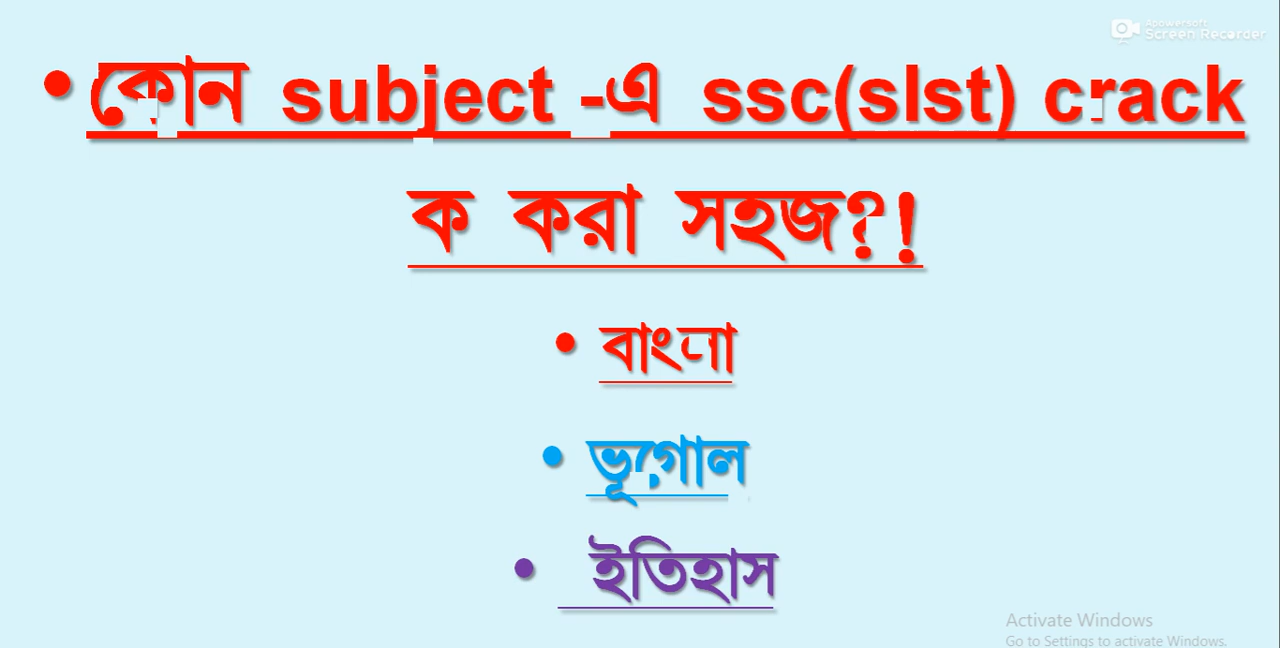 Apowersoft
Screen Recorder
• কোন subject -এ ssc(slst) crack
ক করা সহজ?!
• বাংলা
• ভূগোল
• ইতিহাস
Activate Windows
Go to Settings to activate Windows.